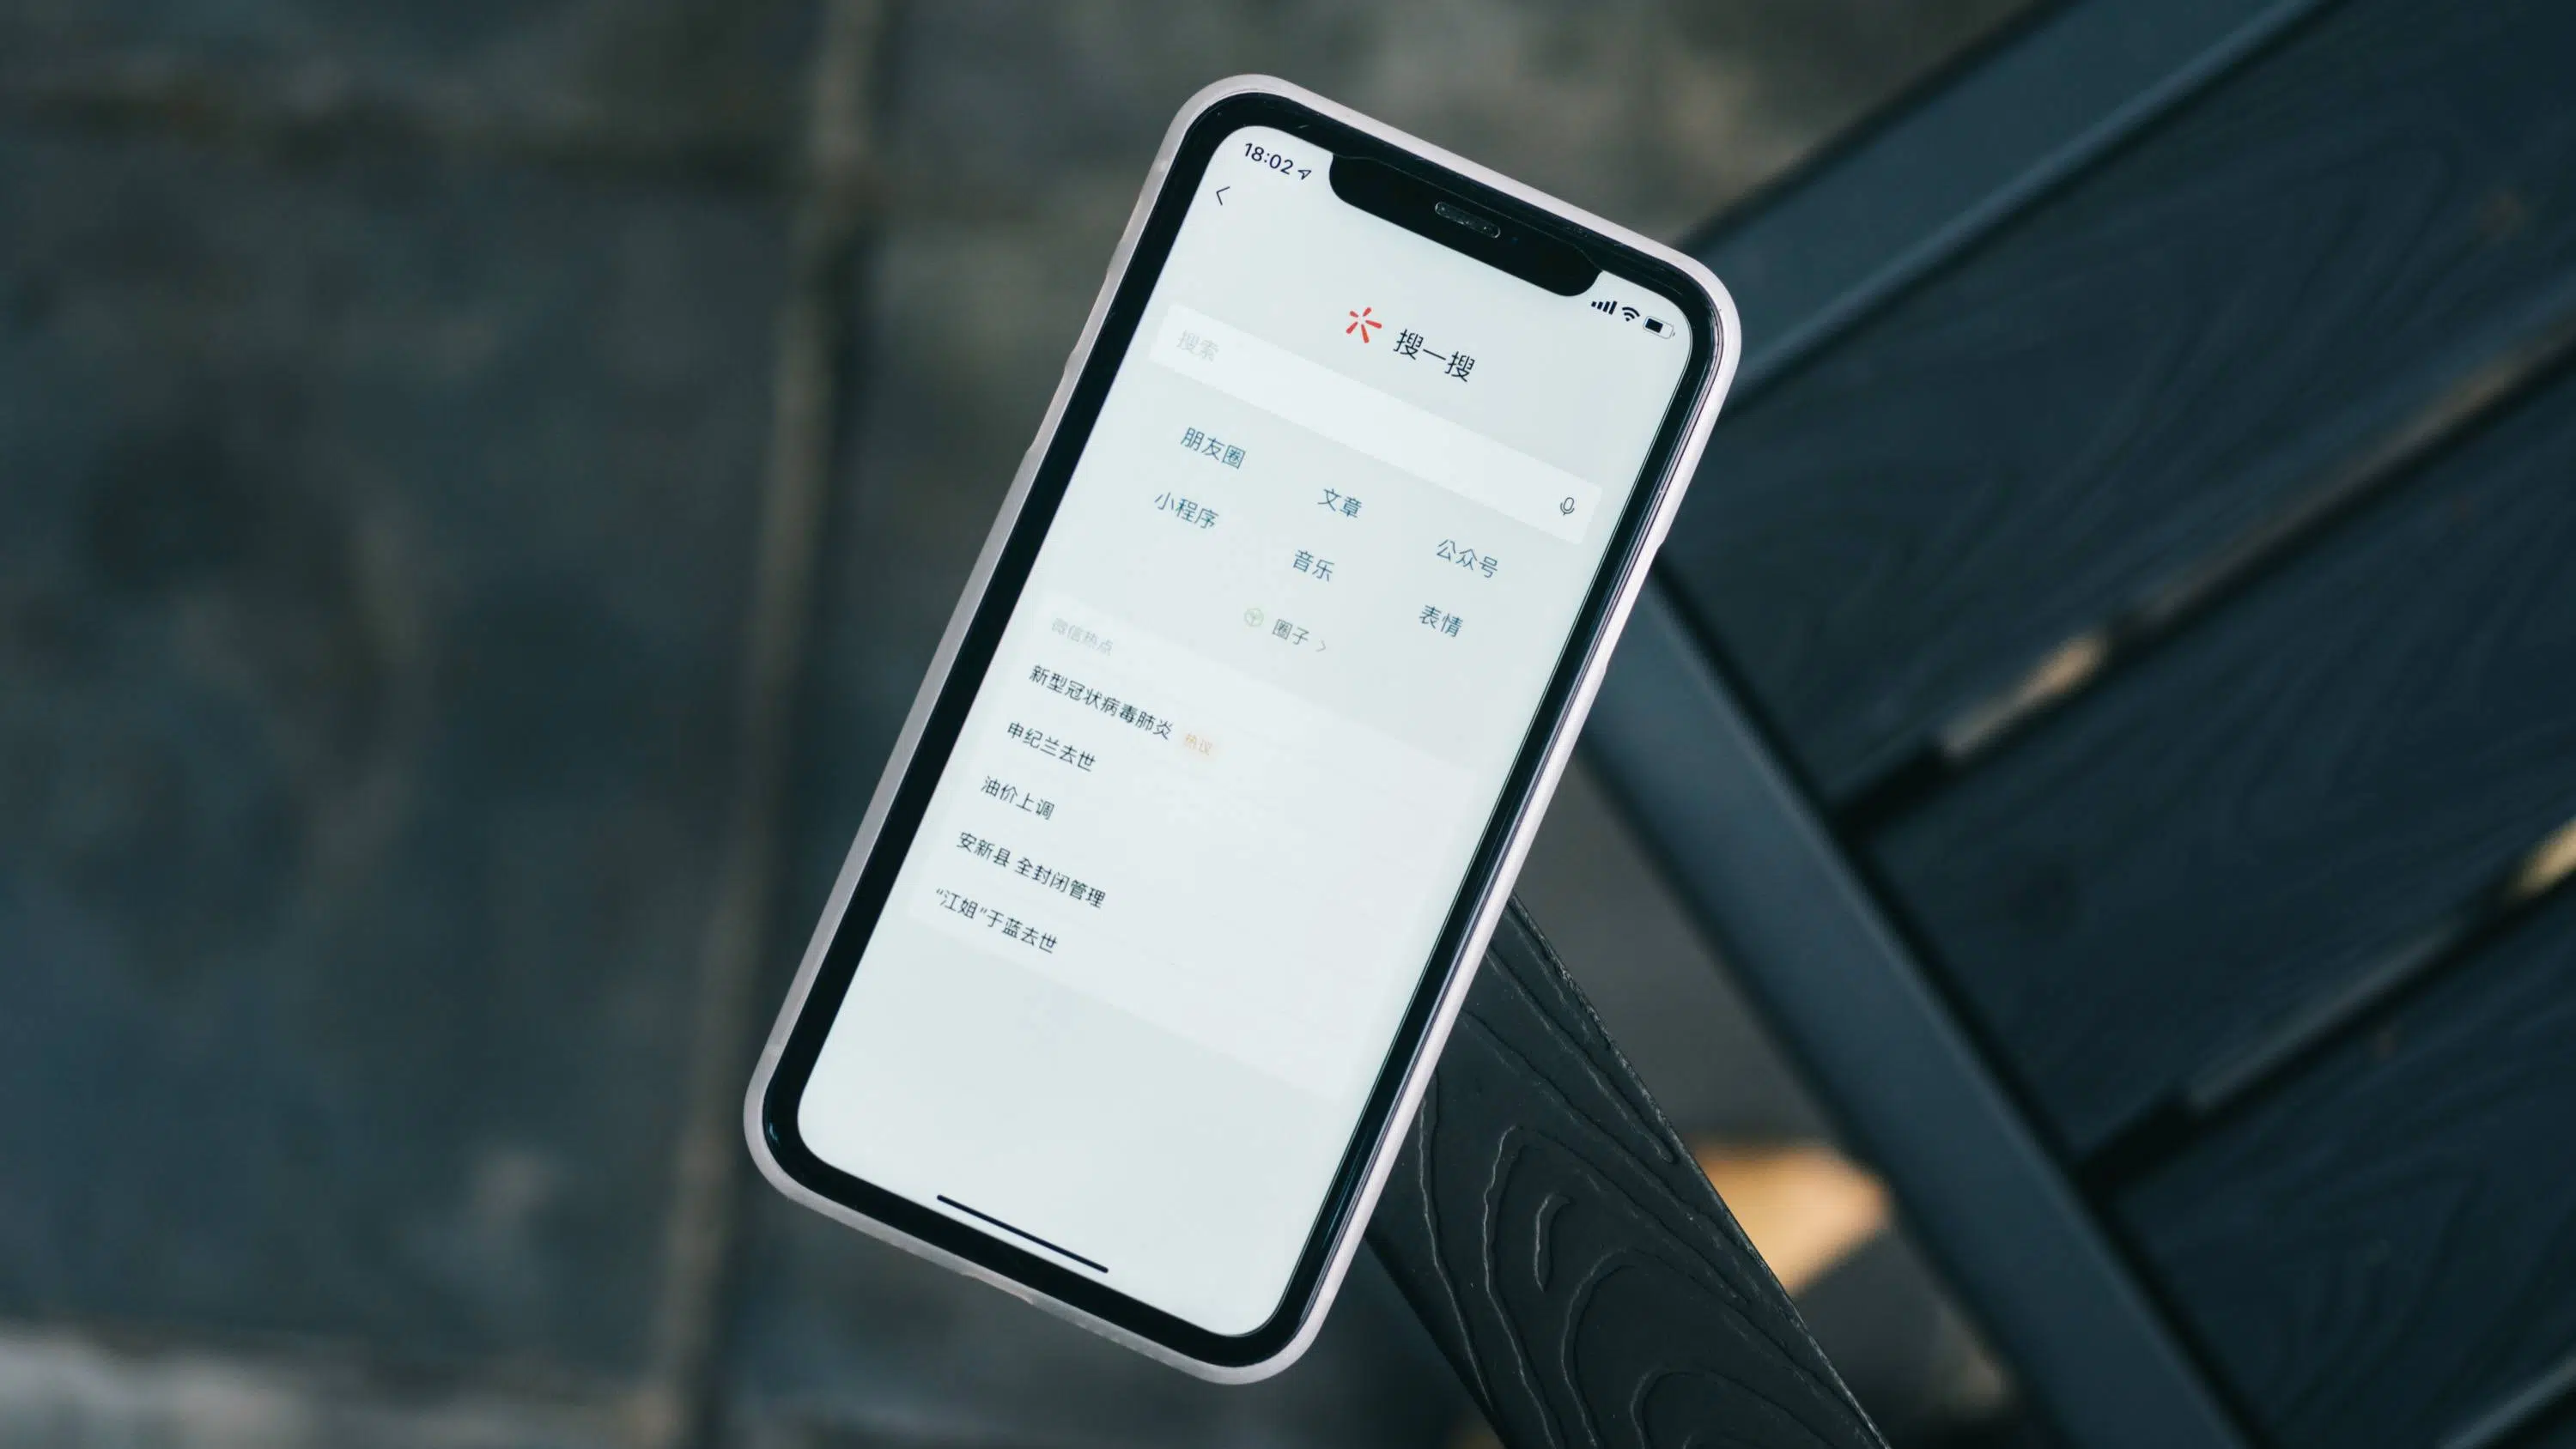 18:02
搜一搜
搜索
朋友圈 文章 公众号
小程序 音乐 表情
圈子
微信热点
新型冠状病毒肺炎 热议
申纪兰去世
油价上调
安新县 全封闭管理
“江姐”于蓝去世